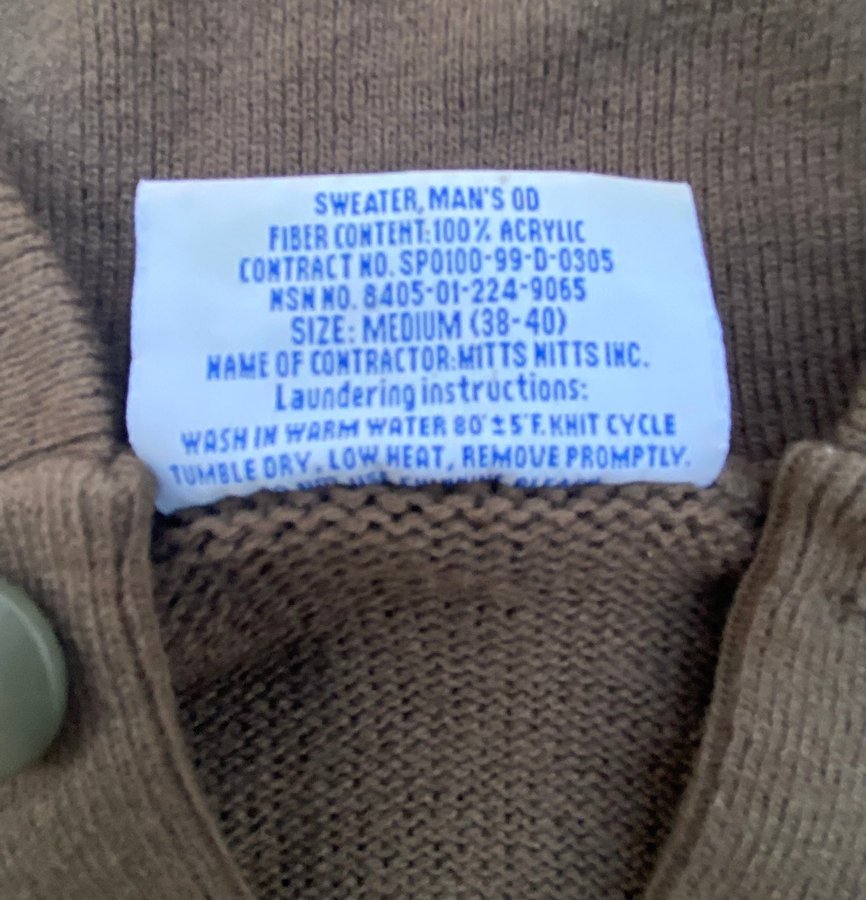 SWEATER, MAN'S OD
FIBER CONTENT: 100% ACRYLIC
CONTRACT NO. SPO100-99-D-0305
NSN NO. 8405-01-224-9065
SIZE: MEDIUM (38-40)
NAME OF CONTRACTOR: MITTS NITTS INC.
Laundering instructions:
WASH IN WARM WATER 80°±5°F. KNIT CYCLE
TUMBLE DRY, LOW HEAT, REMOVE PROMPTLY.